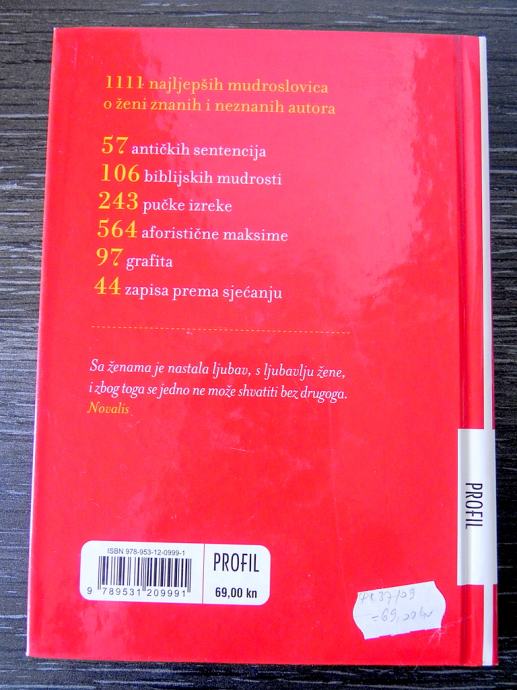 1111 najljepših mudroslovica
o ženi znanih i neznanih autora
57 antičkih sentencija
106 biblijskih mudrosti
243 pučke izreke
564 aforistične maksime
97 grafita
44 zapisa prema sjećanju
Sa ženama je nastala ljubav, s ljubavlju žene,
i zbog toga se jedno ne može shvatiti bez drugoga.
Novalis
PROFIL
ISBN 978-953-12-0999-1
9 789531 209991
PROFIL
69,00 kn